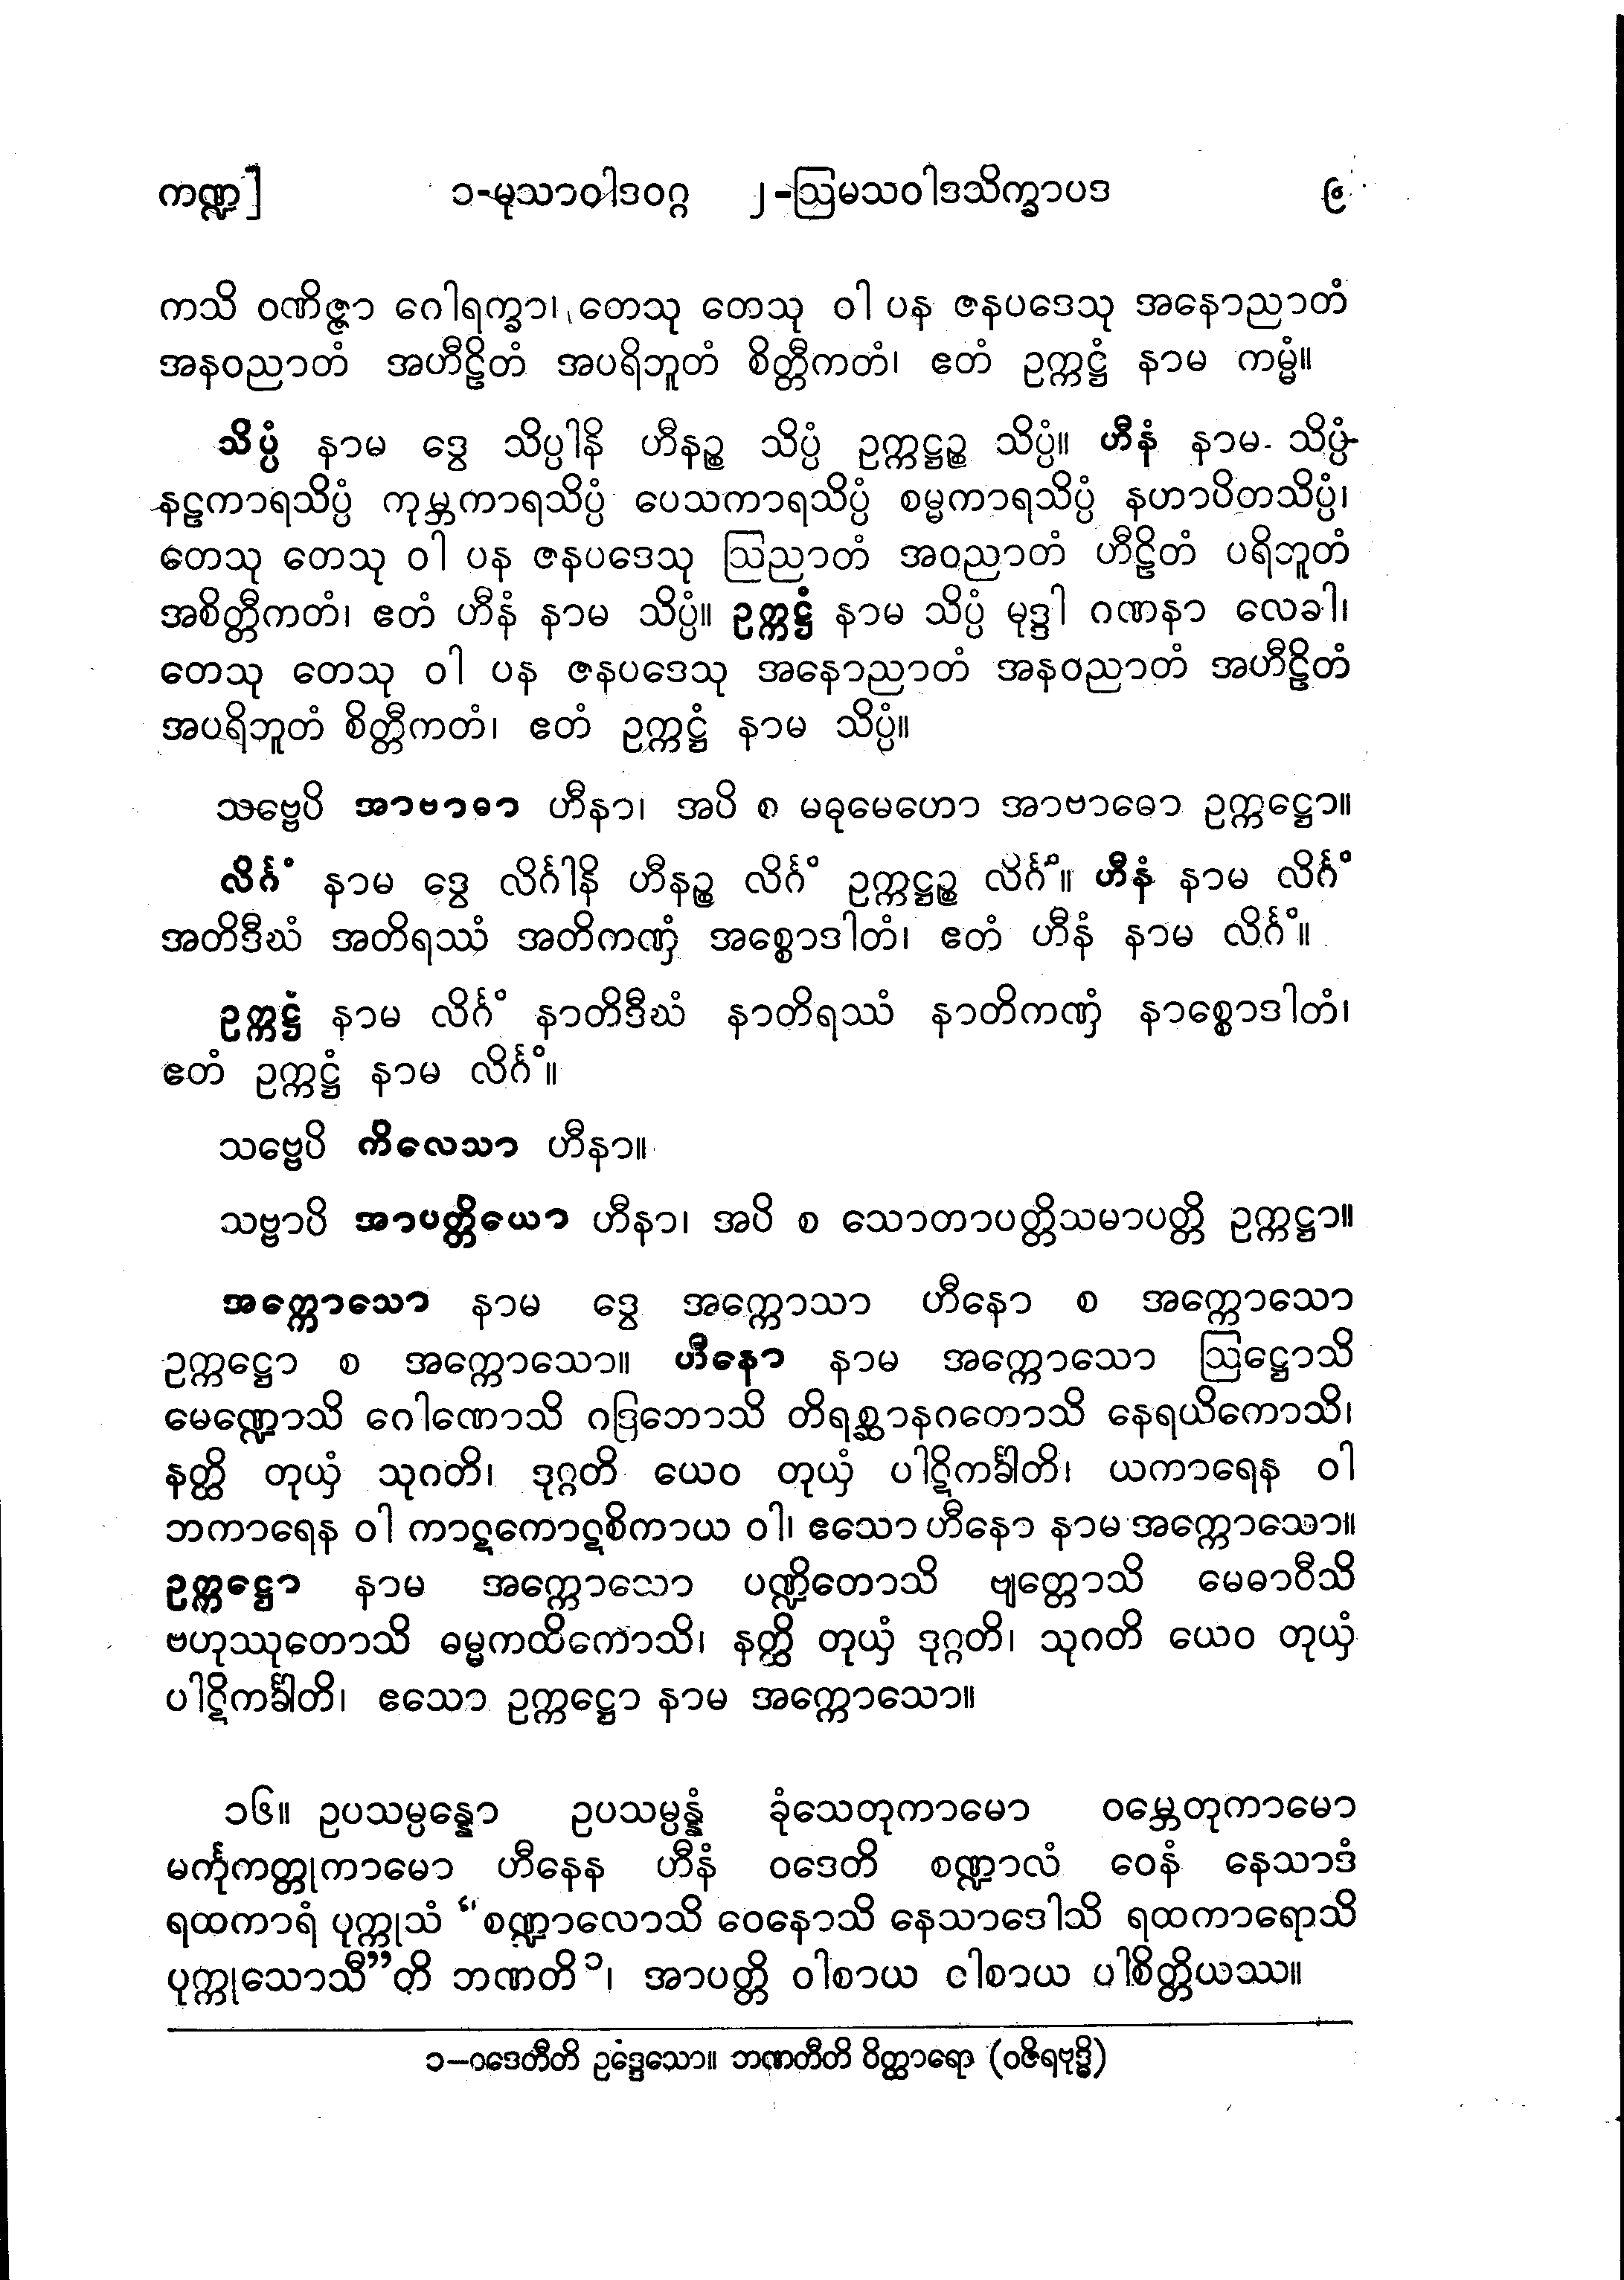 ကဏ္ဍ] ၁-မုသာဝါဒဝဂ္ဂ ၂-ဩမသဝါဒသိက္ခာပဒ ၉
ကသိ ဝဏိဇ္ဇာ ဂေါရက္ခာ၊ တေသု တေသု ဝါ ပန ဇနပဒေသု အနောညာတံ
အနဝညာတံ အဟီဠိတံ အပရိဘူတံ စိတ္တီကတံ၊ ဧတံ ဥက္ကဋ္ဌံ နာမ ကမ္မံ။
သိပ္ပံ နာမ ဒွေ သိပ္ပါနိ ဟီနဉ္စ သိပ္ပံ ဥက္ကဋ္ဌဉ္စ သိပ္ပံ။ ဟီနံ နာမ သိပ္ပံ
နဠကာရသိပ္ပံ ကုမ္ဘကာရသိပ္ပံ ပေသကာရသိပ္ပံ စမ္မကာရသိပ္ပံ နဟာပိတသိပ္ပံ၊
တေသု တေသု ဝါ ပန ဇနပဒေသု ဩညာတံ အဝညာတံ ဟီဠိတံ ပရိဘူတံ
အစိတ္တီကတံ၊ ဧတံ ဟီနံ နာမ သိပ္ပံ။ ဥက္ကဋ္ဌံ နာမ သိပ္ပံ မုဒ္ဒါ ဂဏနာ လေခါ၊
တေသု တေသု ဝါ ပန ဇနပဒေသု အနောညာတံ အနဝညာတံ အဟီဠိတံ
အပရိဘူတံ စိတ္တီကတံ၊ ဧတံ ဥက္ကဋ္ဌံ နာမ သိပ္ပံ။
သဗ္ဗေပိ အာဗာဓာ ဟီနာ၊ အပိ စ မဓုမေဟော အာဗာဓော ဥက္ကဋ္ဌော။
လိင်္ဂံ နာမ ဒွေ လိင်္ဂါနိ ဟီနဉ္စ လိင်္ဂံ ဥက္ကဋ္ဌဉ္စ လိင်္ဂံ။ ဟီနံ နာမ လိင်္ဂံ
အတိဒီဃံ အတိရဿံ အတိကဏှံ အစ္စောဒါတံ၊ ဧတံ ဟီနံ နာမ လိင်္ဂံ။
ဥက္ကဋ္ဌံ နာမ လိင်္ဂံ နာတိဒီဃံ နာတိရဿံ နာတိကဏှံ နာစ္စောဒါတံ၊
ဧတံ ဥက္ကဋ္ဌံ နာမ လိင်္ဂံ။
သဗ္ဗေပိ ကိလေသာ ဟီနာ။
သဗ္ဗာပိ အာပတ္တိယော ဟီနာ၊ အပိ စ သောတာပတ္တိသမာပတ္တိ ဥက္ကဋ္ဌာ။
အက္ကောသော နာမ ဒွေ အက္ကောသာ ဟီနော စ အက္ကောသော
ဥက္ကဋ္ဌော စ အက္ကောသော။ ဟီနော နာမ အက္ကောသော ဩဋ္ဌောသိ
မေဏ္ဍောသိ ဂေါဏောသိ ဂဒြဘောသိ တိရစ္ဆာနဂတောသိ နေရယိကောသိ၊
နတ္ထိ တုယှံ သုဂတိ၊ ဒုဂ္ဂတိ ယေဝ တုယှံ ပါဋိကင်္ခါတိ၊ ယကာရေန ဝါ
ဘကာရေန ဝါ ကာဋကောဋစိကာယ ဝါ၊ ဧသော ဟီနော နာမ အက္ကောသော။
ဥက္ကဋ္ဌော နာမ အက္ကောသော ပဏ္ဍိတောသိ ဗျတ္တောသိ မေဓာဝီသိ
ဗဟုဿုတောသိ ဓမ္မကထိကောသိ၊ နတ္ထိ တုယှံ ဒုဂ္ဂတိ၊ သုဂတိ ယေဝ တုယှံ
ပါဋိကင်္ခါတိ၊ ဧသော ဥက္ကဋ္ဌော နာမ အက္ကောသော။
၁၆။ ဥပသမ္ပန္နော ဥပသမ္ပန္နံ ခုံသေတုကာမော ဝမ္ဘေတုကာမော
မင်္ကုကတ္တုကာမော ဟီနေန ဟီနံ ဝဒေတိ စဏ္ဍာလံ ဝေနံ နေသာဒံ
ရထကာရံ ပုက္ကုသံ “စဏ္ဍာလောသိ ဝေနောသိ နေသာဒေါသိ ရထကာရောသိ
ပုက္ကုသောသီ”တိ ဘဏတိ၁၊ အာပတ္တိ ဝါစာယ ဝါစာယ ပါစိတ္တိယဿ။
၁–ဝဒေတီတိ ဥဒ္ဒေသော။ ဘဏတီတိ ဝိတ္ထာရော (ဝဇိရဗုဒ္ဓိ)